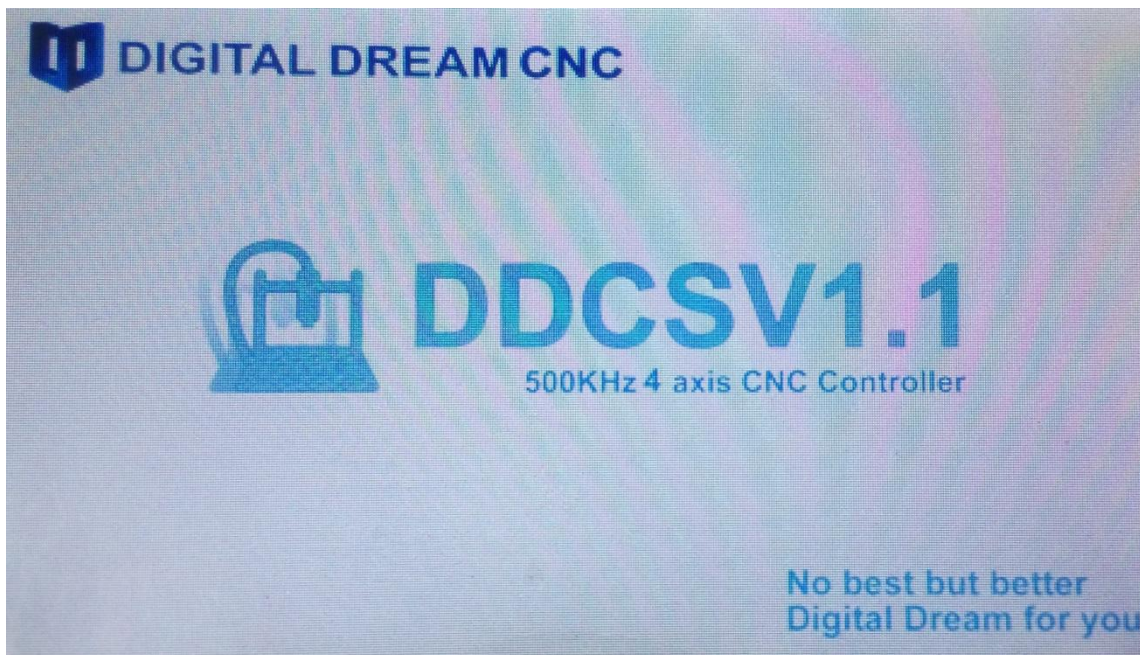 DIGITAL DREAM CNC
DDCSV1.1
500KHz 4 axis CNC Controller
No best but better
Digital Dream for you